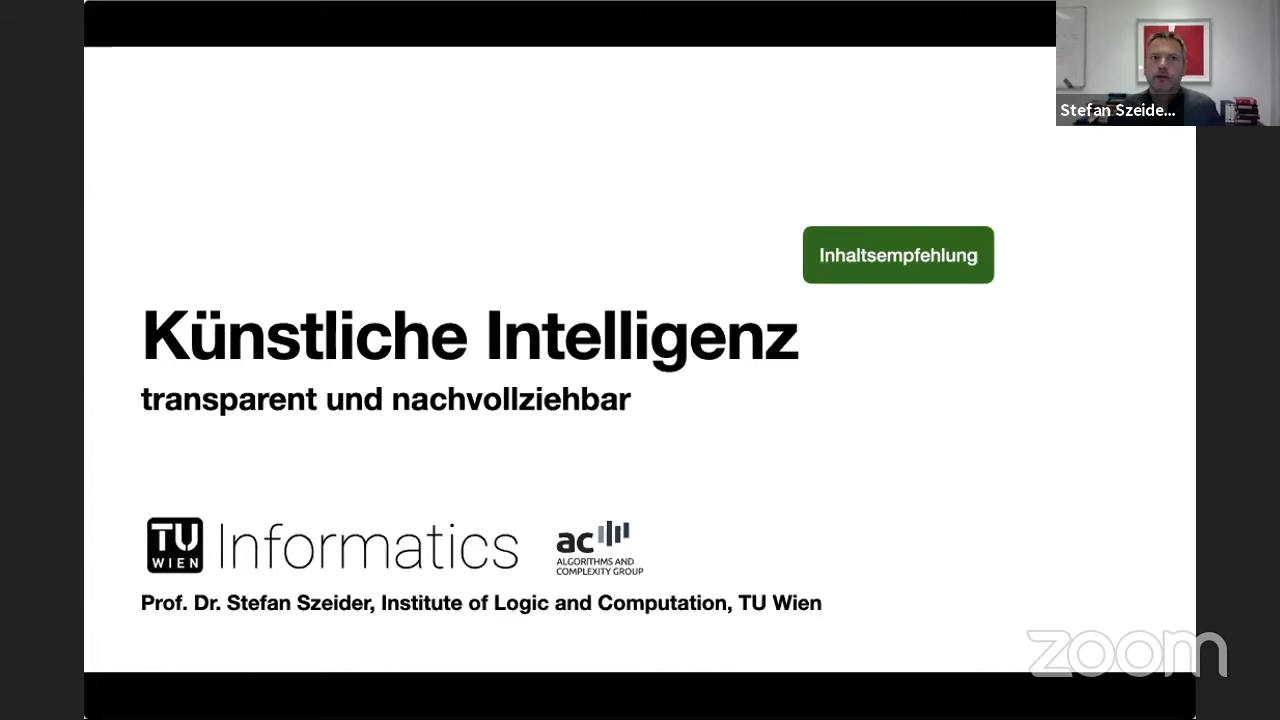 Stefan Szeide...
Inhaltsempfehlung
Künstliche Intelligenz
transparent und nachvollziehbar
TU
WIEN
Informatics
ac
ALGORITHMS AND
COMPLEXITY GROUP
Prof. Dr. Stefan Szeider, Institute of Logic and Computation, TU Wien
zoom